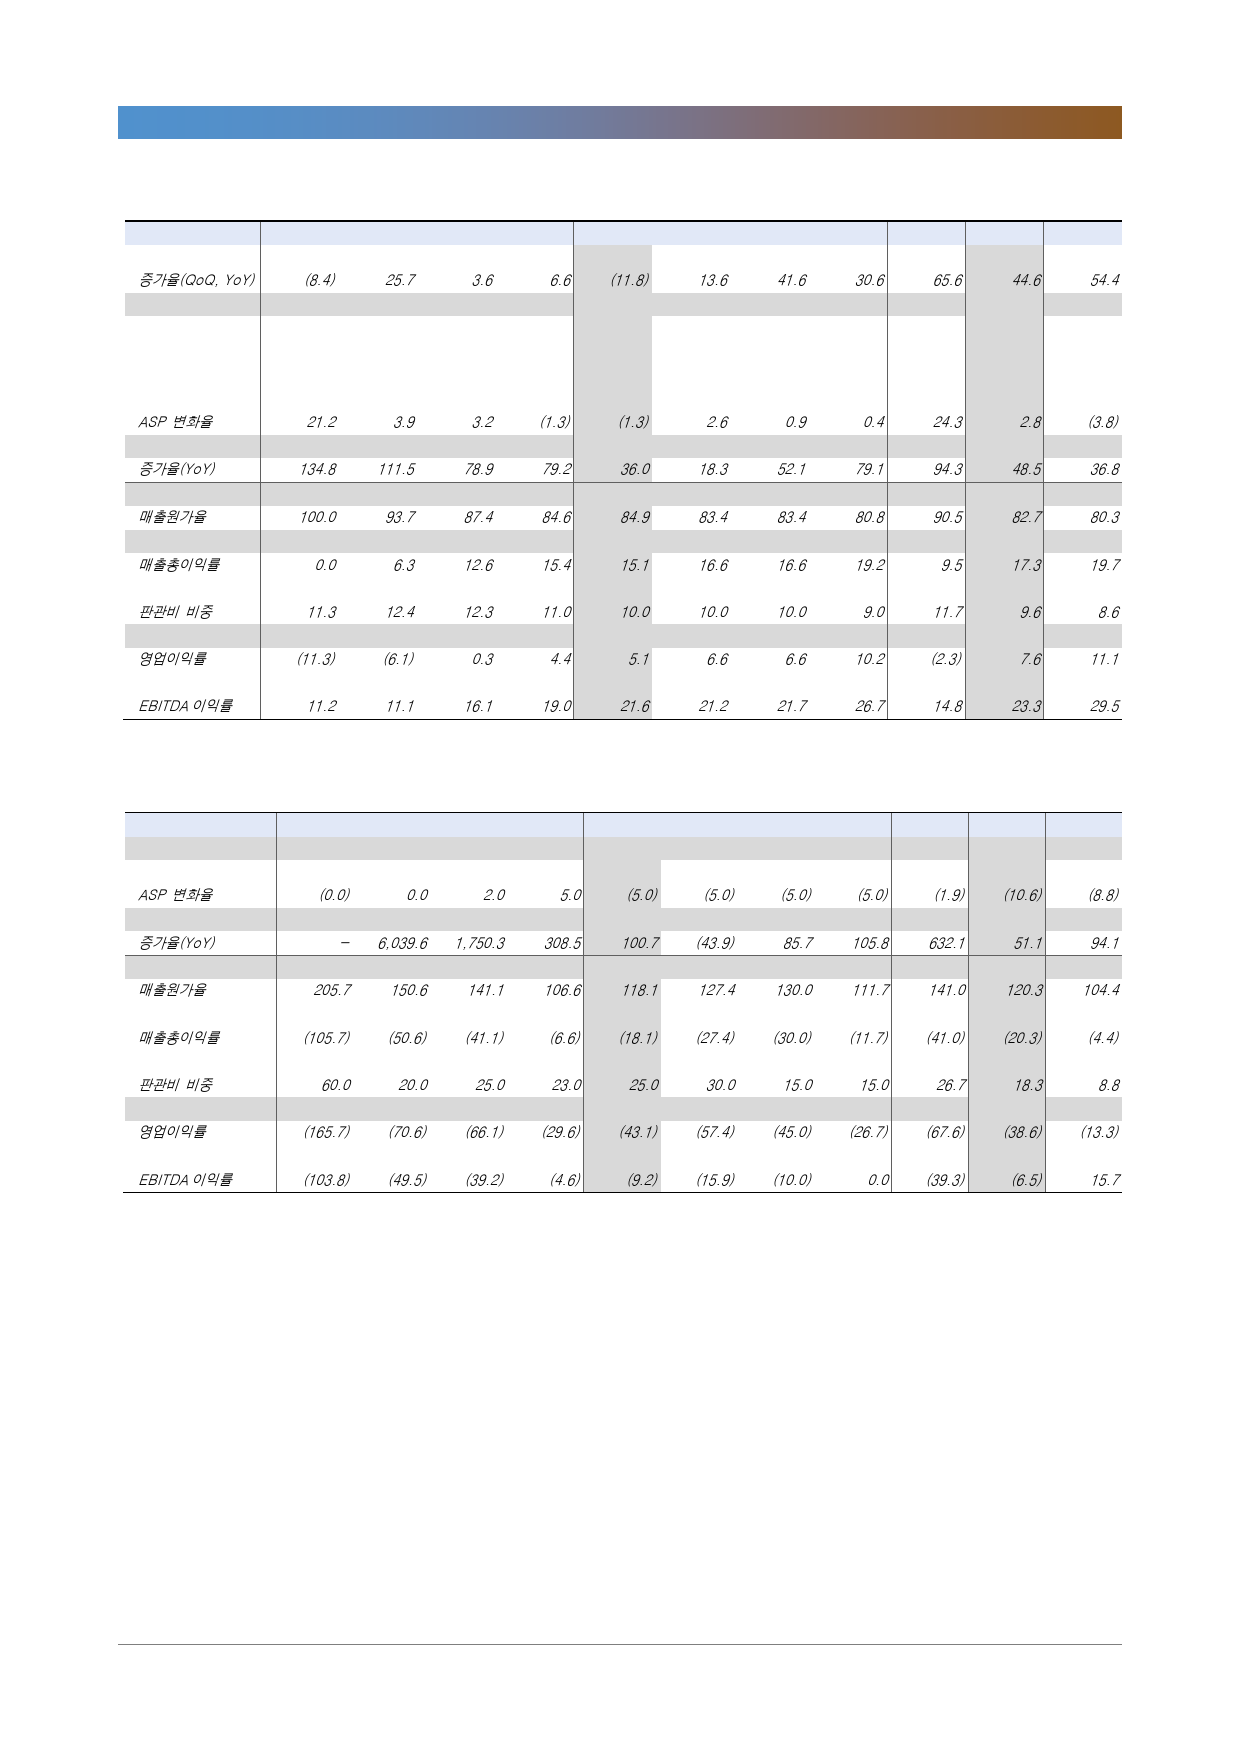 증가율(QoQ, YoY) (8.4) 25.7 3.6 6.6 (11.8) 13.6 41.6 30.6 65.6 44.6 54.4
ASP 변화율 21.2 3.9 3.2 (1.3) (1.3) 2.6 0.9 0.4 24.3 2.8 (3.8)
증가율(YoY) 134.8 111.5 78.9 79.2 36.0 18.3 52.1 79.1 94.3 48.5 36.8
매출원가율 100.0 93.7 87.4 84.6 84.9 83.4 83.4 80.8 90.5 82.7 80.3
매출총이익률 0.0 6.3 12.6 15.4 15.1 16.6 16.6 19.2 9.5 17.3 19.7
판관비 비중 11.3 12.4 12.3 11.0 10.0 10.0 10.0 9.0 11.7 9.6 8.6
영업이익률 (11.3) (6.1) 0.3 4.4 5.1 6.6 6.6 10.2 (2.3) 7.6 11.1
EBITDA 이익률 11.2 11.1 16.1 19.0 21.6 21.2 21.7 26.7 14.8 23.3 29.5
ASP 변화율 (0.0) 0.0 2.0 5.0 (5.0) (5.0) (5.0) (5.0) (1.9) (10.6) (8.8)
증가율(YoY) – 6,039.6 1,750.3 308.5 100.7 (43.9) 85.7 105.8 632.1 51.1 94.1
매출원가율 205.7 150.6 141.1 106.6 118.1 127.4 130.0 111.7 141.0 120.3 104.4
매출총이익률 (105.7) (50.6) (41.1) (6.6) (18.1) (27.4) (30.0) (11.7) (41.0) (20.3) (4.4)
판관비 비중 60.0 20.0 25.0 23.0 25.0 30.0 15.0 15.0 26.7 18.3 8.8
영업이익률 (165.7) (70.6) (66.1) (29.6) (43.1) (57.4) (45.0) (26.7) (67.6) (38.6) (13.3)
EBITDA 이익률 (103.8) (49.5) (39.2) (4.6) (9.2) (15.9) (10.0) 0.0 (39.3) (6.5) 15.7